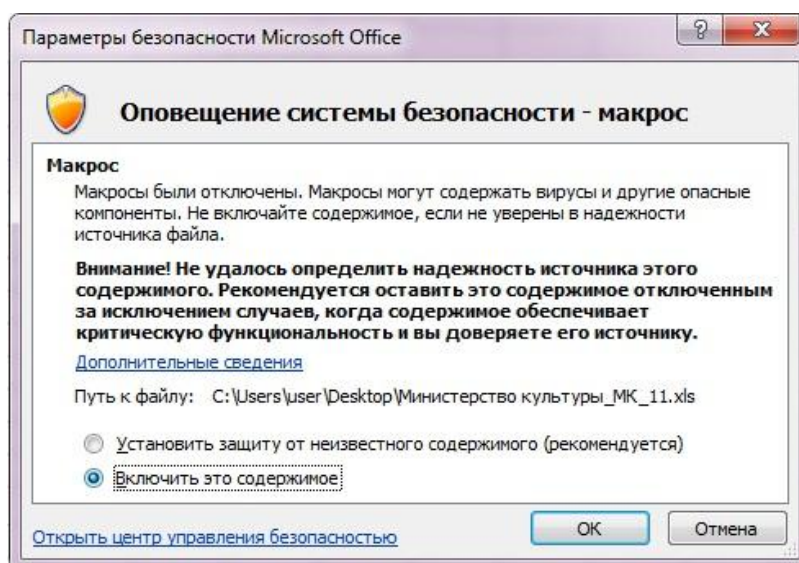 Параметры безопасности Microsoft Office
Оповещение системы безопасности - макрос
Макрос
Макросы были отключены. Макросы могут содержать вирусы и другие опасные
компоненты. Не включайте содержимое, если не уверены в надежности
источника файла.
Внимание! Не удалось определить надежность источника этого
содержимого. Рекомендуется оставить это содержимое отключенным
за исключением случаев, когда содержимое обеспечивает
критическую функциональность и вы доверяете его источнику.
Дополнительные сведения
Путь к файлу: C:\Users\user\Desktop\Министерство культуры_МК_11.xls
Установить защиту от неизвестного содержимого (рекомендуется)
Включить это содержимое
Открыть центр управления безопасностью
ОК
Отмена